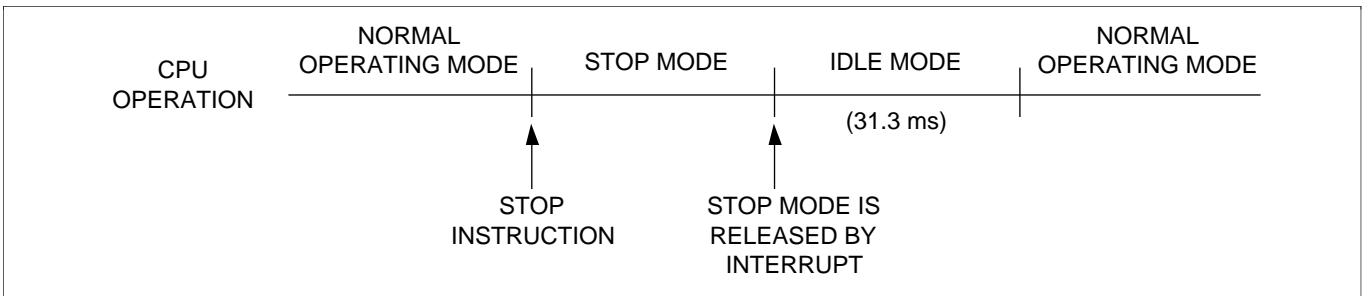 CPU
OPERATION
NORMAL
OPERATING MODE
STOP MODE
IDLE MODE
(31.3 ms)
NORMAL
OPERATING MODE
STOP
INSTRUCTION
STOP MODE IS
RELEASED BY
INTERRUPT